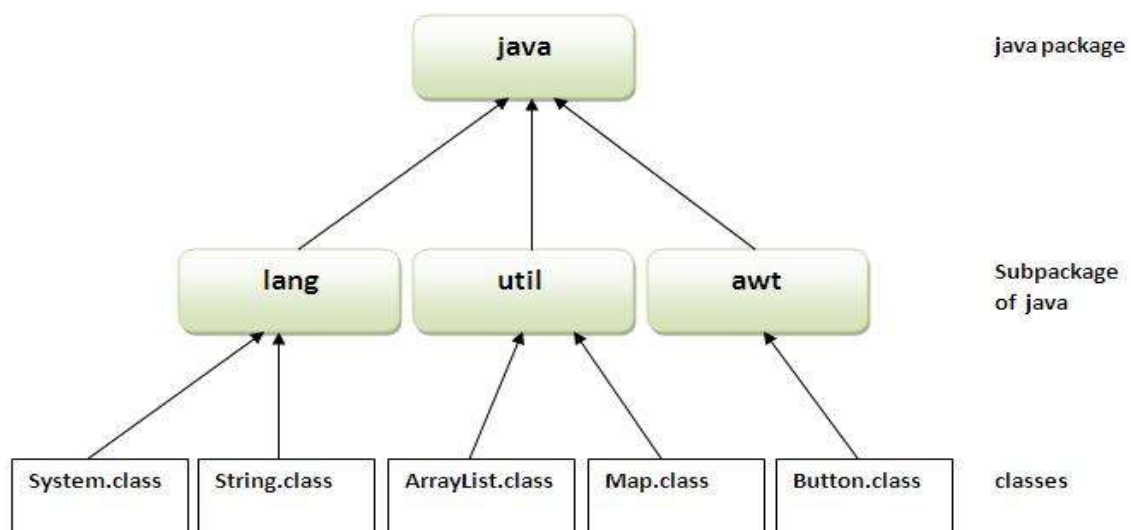 java
java package
lang
util
awt
Subpackage
of java
System.class
String.class
ArrayList.class
Map.class
Button.class
classes